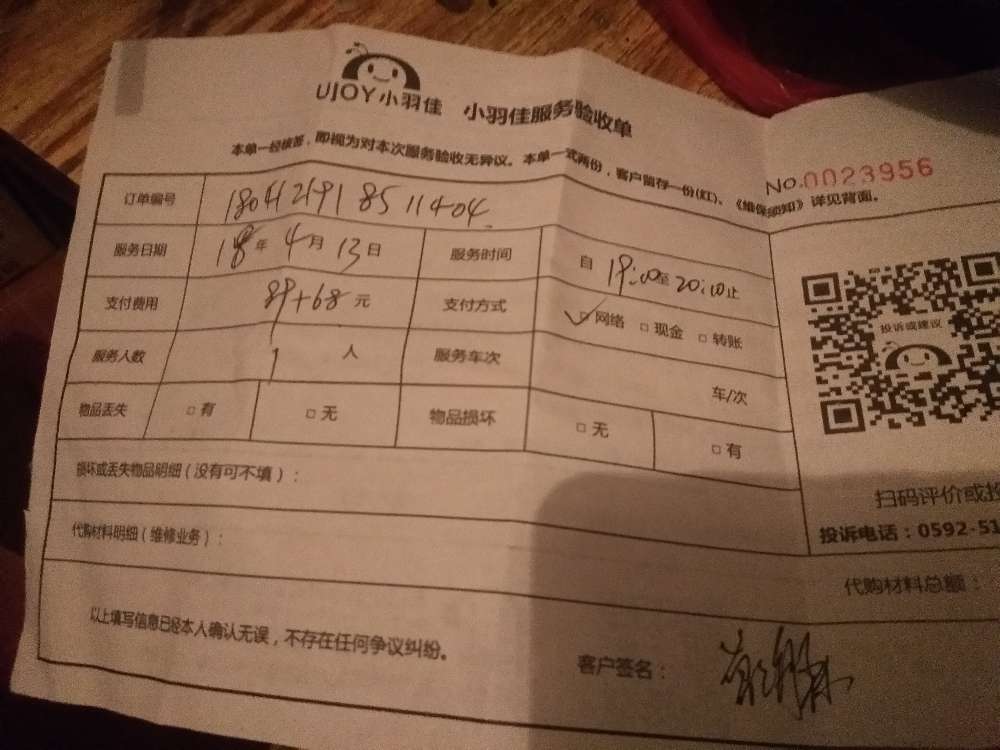 UJOY小羽佳 小羽佳服务验收单
本单一经核签，即视为对本次服务验收无异议。本单一式两份，客户留存一份(红)、《维保须知》详见背面。
No.0023956
订单编号 180412191851404
服务日期 18年4月13日 服务时间 自19:00至20:10止
支付费用 89+68元 支付方式 ☑网络 □现金 □转账
服务人数 1人 服务车次 车/次
物品丢失 □有 □无 物品损坏 □无 □有
投诉或建议
损坏或丢失物品明细(没有可不填)：
扫码评价或投
投诉电话：0592-51
代购材料明细(维修业务)：
代购材料总额：
以上填写信息已经本人确认无误，不存在任何争议纠纷。
客户签名：